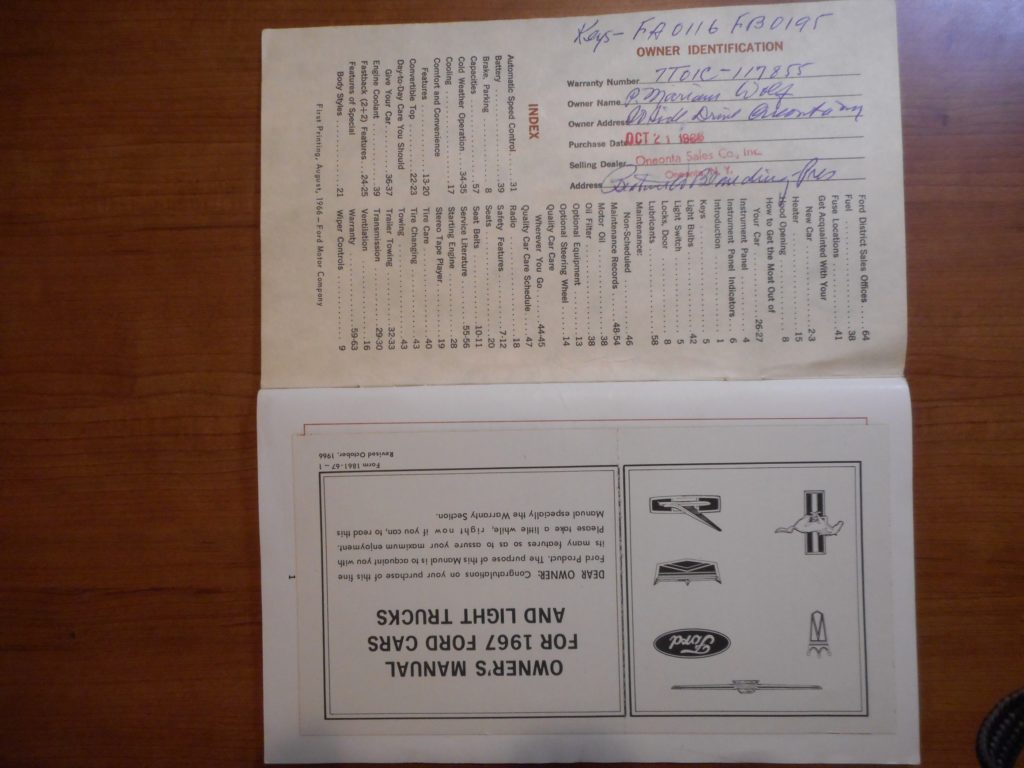 Keys- FA0116 FB0195
OWNER IDENTIFICATION
Warranty Number 7T01C-117855
Owner Name P. Marian Wolf
Owner Address Drive Oneonta
Purchase Date OCT 21 1966
Selling Dealer Oneonta Sales Co., Inc.
Oneonta, N.Y.
Address
INDEX
Automatic Speed Control 31
Battery 39
Brake, Parking 8
Capacities 57
Cold Weather Operation 34-35
Cooling 17
Comfort and Convenience
Features 13-20
Convertible Top 22-23
Day-to-Day Care You Should
Give Your Car 36-37
Engine Coolant 39
Fastback (2+2) Features 24-25
Features of Special
Body Styles 21
Ford District Sales Offices 64
Fuel 38
Fuse Locations 41
Get Acquainted With Your
New Car 2-3
Heater 15
Hood Opening 8
How to Get the Most Out of
Your Car 26-27
Instrument Panel 4
Instrument Panel Indicators 6
Introduction 1
Keys 5
Light Bulbs 42
Light Switch 5
Locks, Door 8
Lubricants 58
Maintenance:
Non-Scheduled 46
Maintenance Records 48-54
Motor Oil 38
Oil Filter 38
Optional Equipment 13
Optional Steering Wheel 14
Quality Car Care
Wherever You Go 44-45
Quality Car Care Schedule 47
Radio 18
Safety Features 7-12
Seats 20
Seat Belts 10-11
Service Literature 55-56
Starting Engine 28
Stereo Tape Player 19
Tire Care 40
Tire Changing 43
Towing 43
Trailer Towing 32-33
Transmission 29-30
Ventilation 16
Warranty 59-63
Wiper Controls 9
First Printing, August, 1966—Ford Motor Company
1
Ford
OWNER'S MANUAL
FOR 1967 FORD CARS
AND LIGHT TRUCKS
DEAR OWNER: Congratulations on your purchase of this fine
Ford Product. The purpose of this Manual is to acquaint you with
its many features so as to assure your maximum enjoyment.
Please take a little while, right now if you can, to read this
Manual especially the Warranty Section.
Form 1861-67-1
Revised October, 1966